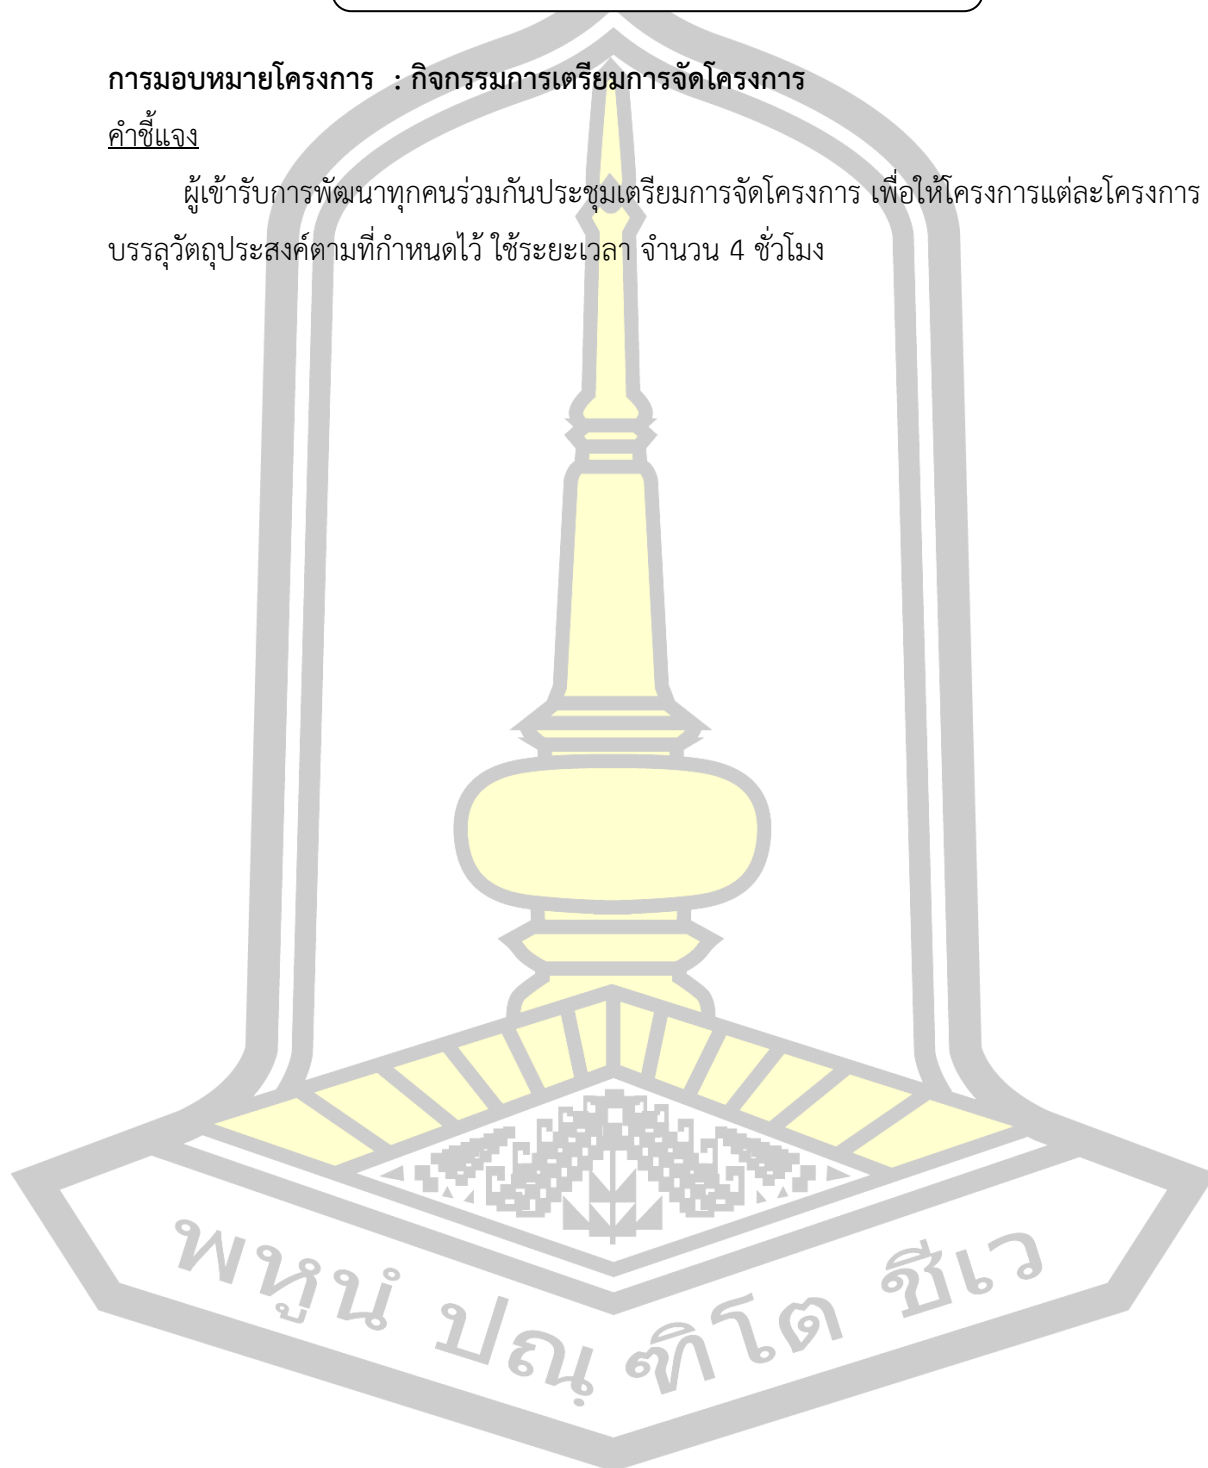 การมอบหมายโครงการ : กิจกรรมการเตรียมการจัดโครงการ
คำชี้แจง
ผู้เข้ารับการพัฒนาทุกคนร่วมกันประชุมเตรียมการจัดโครงการ เพื่อให้โครงการแต่ละโครงการ
บรรลุวัตถุประสงค์ตามที่กำหนดไว้ ใช้ระยะเวลา จำนวน 4 ชั่วโมง
พหูนํ ปณฺฑิโต ชีเว